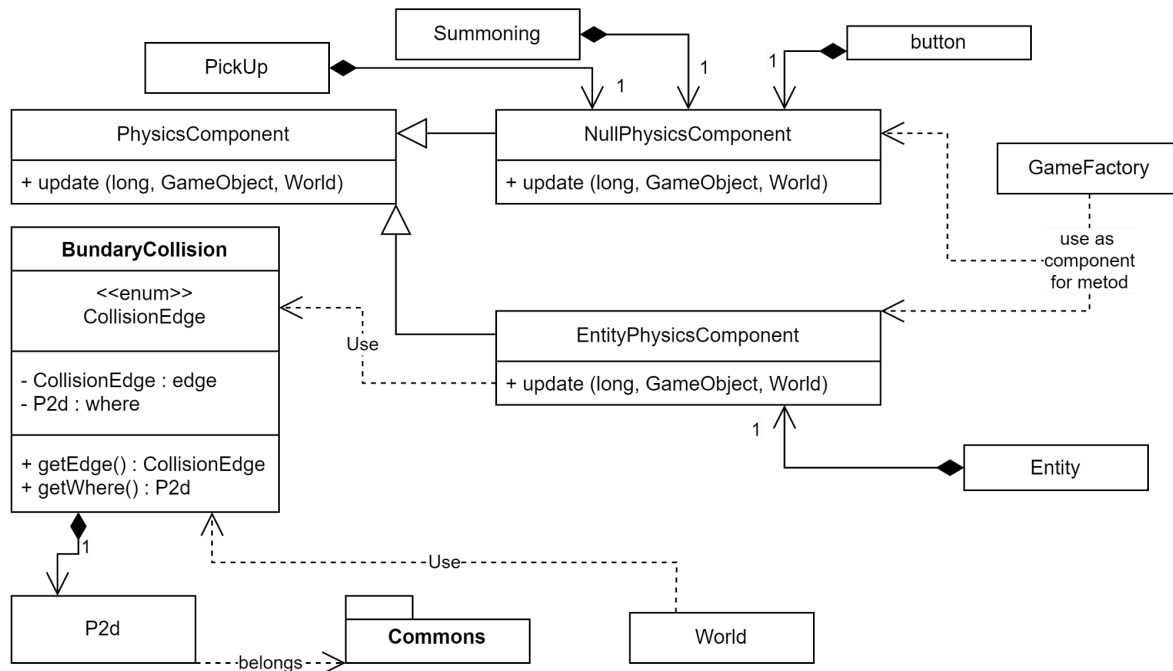 Summoning
button
PickUp
1
1
1
PhysicsComponent
+ update (long, GameObject, World)
NullPhysicsComponent
+ update (long, GameObject, World)
GameFactory
use as
component
for metod
BundaryCollision
<<enum>>
CollisionEdge
- CollisionEdge : edge
- P2d : where
+ getEdge() : CollisionEdge
+ getWhere() : P2d
Use
EntityPhysicsComponent
+ update (long, GameObject, World)
1
Entity
1
Use
P2d
Commons
World
belongs